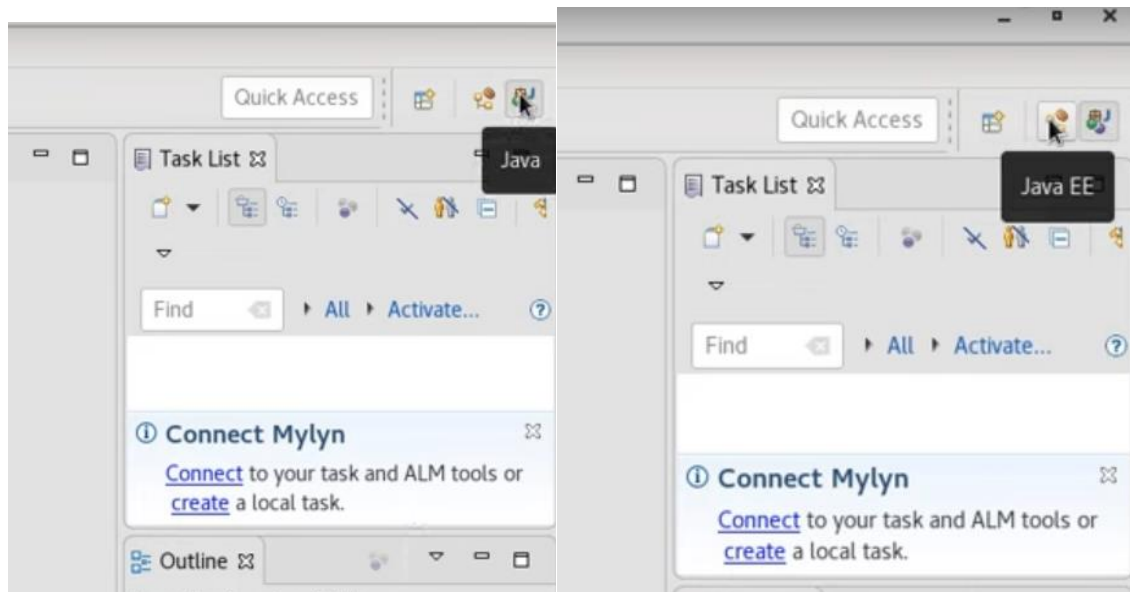 Quick Access
Java
Task List
Find
All
Activate...
Connect Mylyn
Connect to your task and ALM tools or
create a local task.
Outline
Quick Access
Java EE
Task List
Find
All
Activate...
Connect Mylyn
Connect to your task and ALM tools or
create a local task.